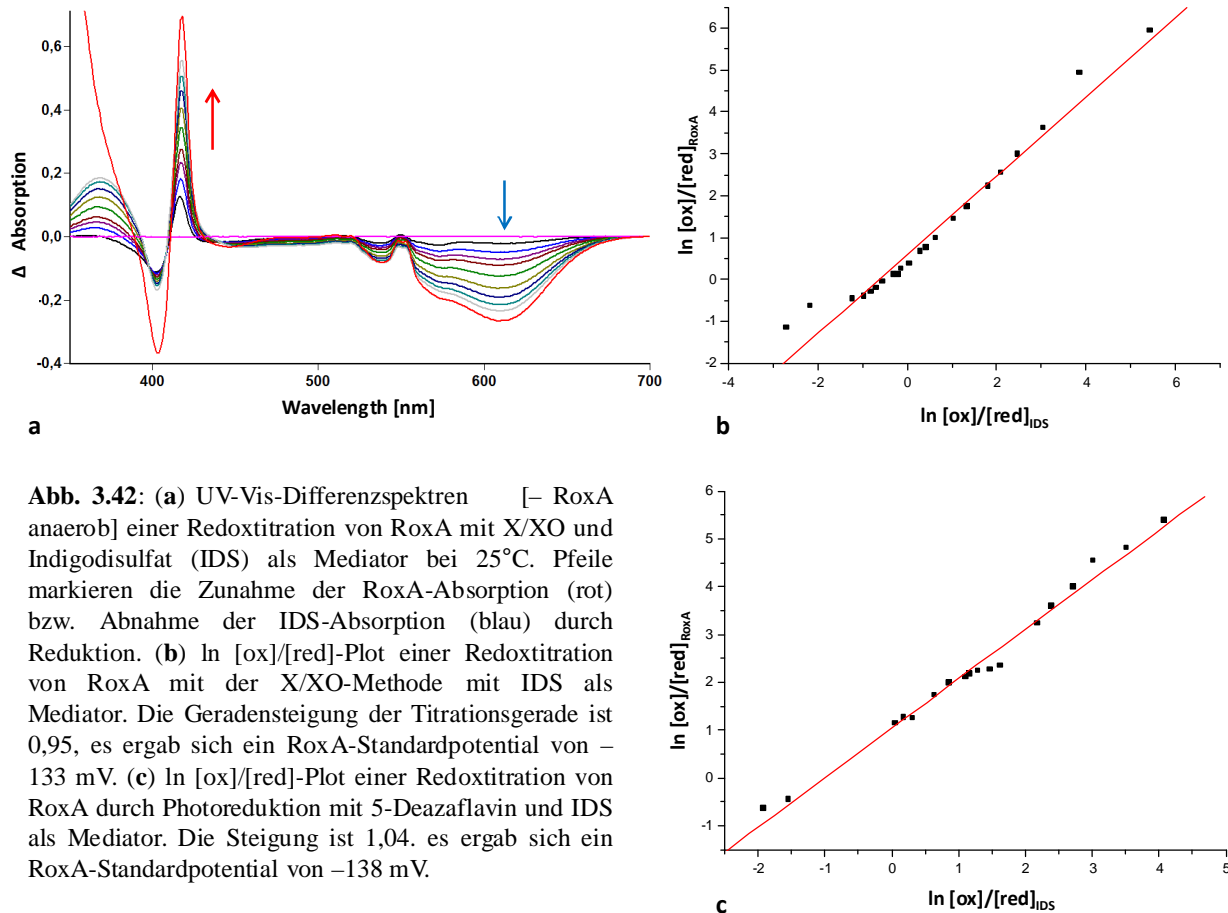 0,6
0,4
0,2
0,0
-0,2
-0,4
Δ Absorption
400
500
600
700
Wavelength [nm]
a
6
5
4
3
2
1
0
-1
-2
ln [ox]/[red]RoxA
-4
-2
0
2
4
6
ln [ox]/[red]IDS
b
Abb. 3.42: (a) UV-Vis-Differenzspektren [– RoxA
anaerob] einer Redoxtitration von RoxA mit X/XO und
Indigodisulfat (IDS) als Mediator bei 25°C. Pfeile
markieren die Zunahme der RoxA-Absorption (rot)
bzw. Abnahme der IDS-Absorption (blau) durch
Reduktion. (b) ln [ox]/[red]-Plot einer Redoxtitration
von RoxA mit der X/XO-Methode mit IDS als
Mediator. Die Geradensteigung der Titrationsgerade ist
0,95, es ergab sich ein RoxA-Standardpotential von –
133 mV. (c) ln [ox]/[red]-Plot einer Redoxtitration von
RoxA durch Photoreduktion mit 5-Deazaflavin und IDS
als Mediator. Die Steigung ist 1,04. es ergab sich ein
RoxA-Standardpotential von –138 mV.
6
5
4
3
2
1
0
-1
ln [ox]/[red]RoxA
-2
-1
0
1
2
3
4
5
ln [ox]/[red]IDS
c